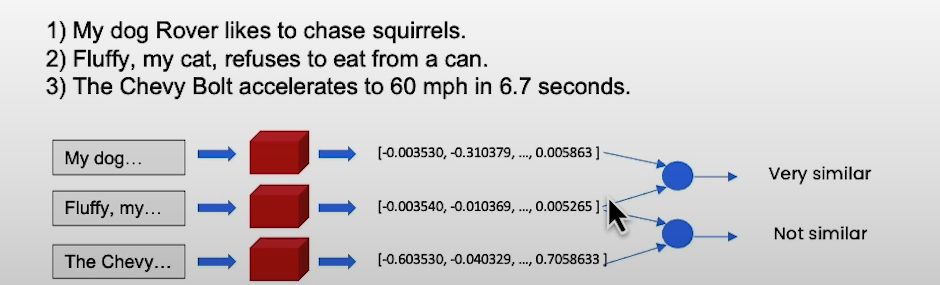 1) My dog Rover likes to chase squirrels.
2) Fluffy, my cat, refuses to eat from a can.
3) The Chevy Bolt accelerates to 60 mph in 6.7 seconds.
My dog... [-0.003530, -0.310379, ..., 0.005863 ]
Very similar
Fluffy, my... [-0.003540, -0.010369, ..., 0.005265 ]
Not similar
The Chevy... [-0.603530, -0.040329, ..., 0.7058633 ]